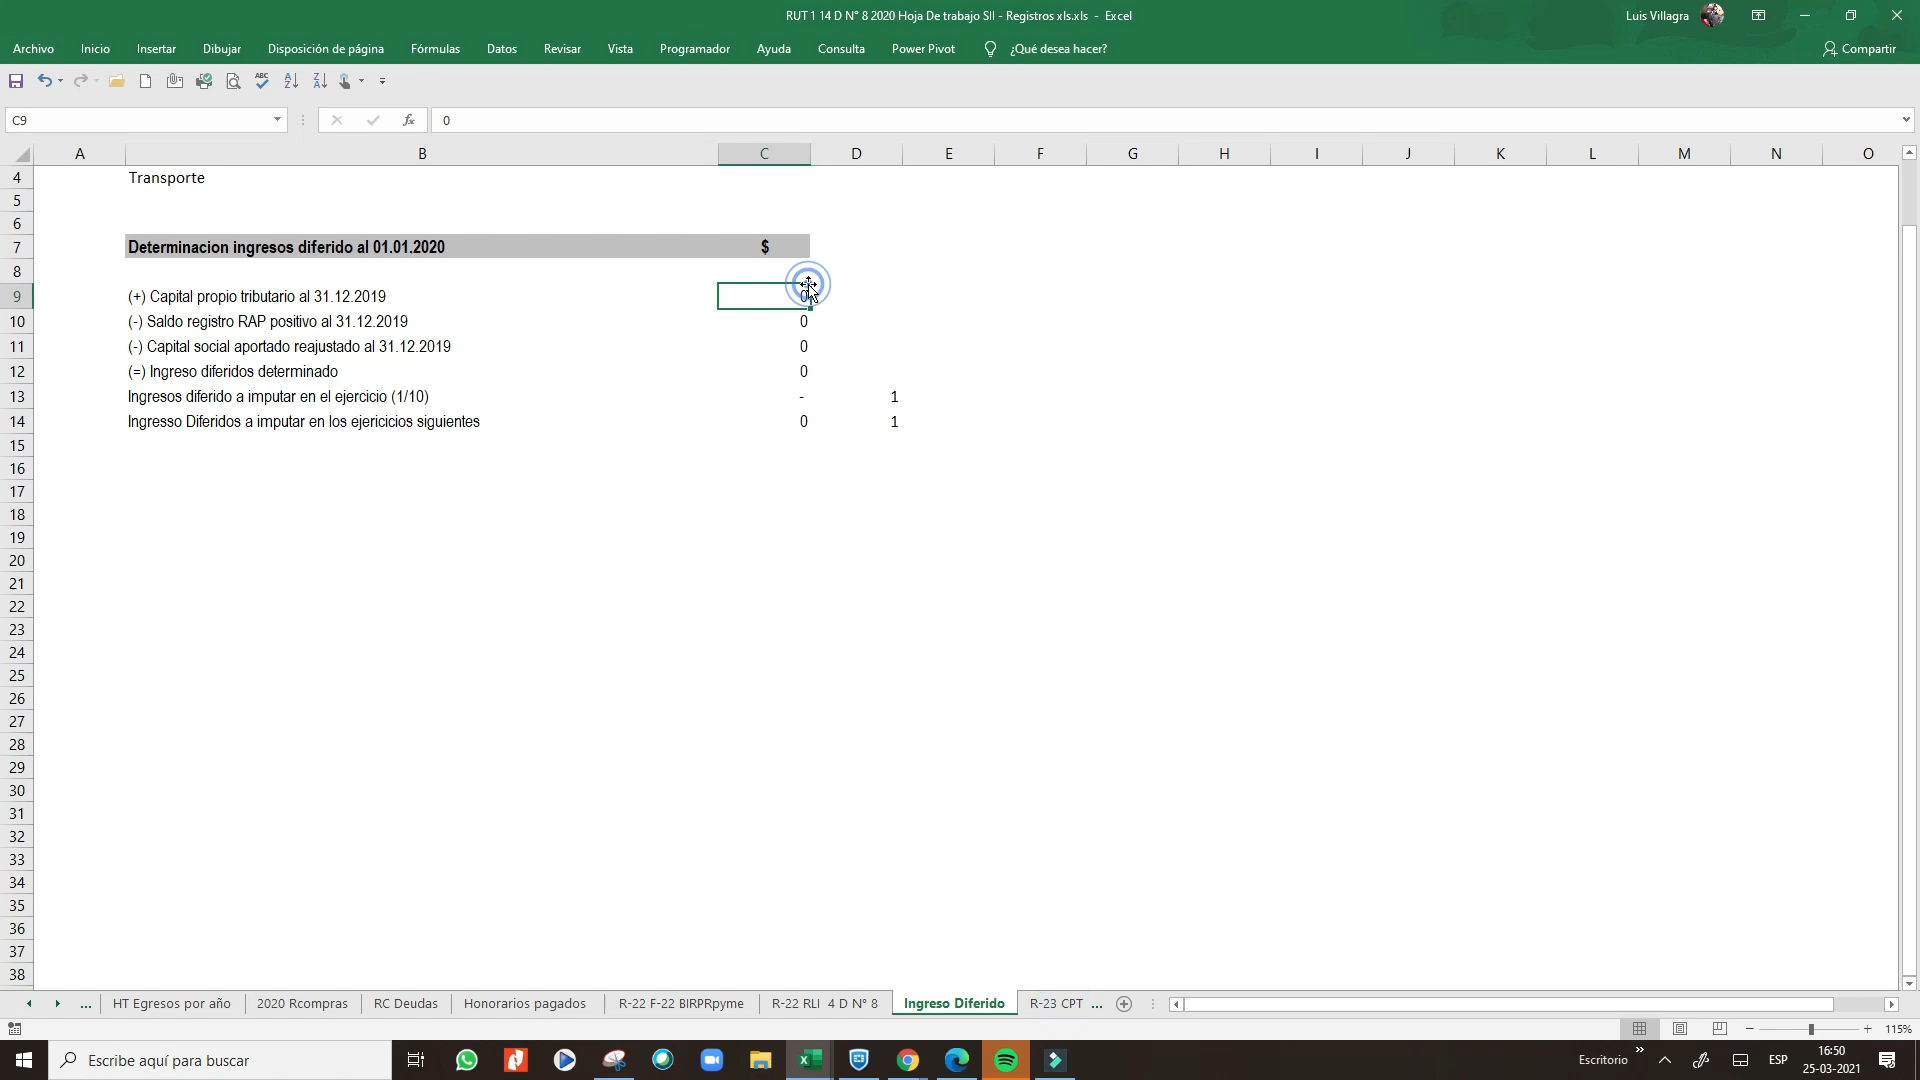 RUT 1 14 D N° 8 2020 Hoja De trabajo SII - Registros xls.xls - Excel
Luis Villagra
Archivo Inicio Insertar Dibujar Disposición de página Fórmulas Datos Revisar Vista Programador Ayuda Consulta Power Pivot ¿Qué desea hacer? Compartir
C9 fx 0
A B C D E F G H I J K L M N O
4 Transporte
5
6
7 Determinacion ingresos diferido al 01.01.2020 $
8
9 (+) Capital propio tributario al 31.12.2019 0
10 (-) Saldo registro RAP positivo al 31.12.2019 0
11 (-) Capital social aportado reajustado al 31.12.2019 0
12 (=) Ingreso diferidos determinado 0
13 Ingresos diferido a imputar en el ejercicio (1/10) - 1
14 Ingresso Diferidos a imputar en los ejericicios siguientes 0 1
15
16
17
18
19
20
21
22
23
24
25
26
27
28
29
30
31
32
33
34
35
36
37
38
... HT Egresos por año 2020 Rcompras RC Deudas Honorarios pagados R-22 F-22 BIRPRpyme R-22 RLI 4 D N° 8 Ingreso Diferido R-23 CPT ...
115%
Escribe aquí para buscar
Escritorio
ESP
16:50
25-03-2021